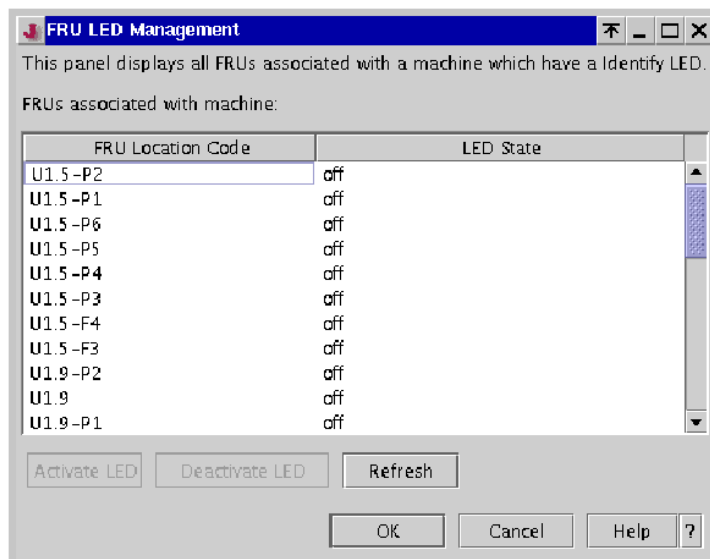 FRU LED Management
This panel displays all FRUs associated with a machine which have a Identify LED.
FRUs associated with machine:
FRU Location Code LED State
U1.5-P2 off
U1.5-P1 off
U1.5-P6 off
U1.5-P5 off
U1.5-P4 off
U1.5-P3 off
U1.5-F4 off
U1.5-F3 off
U1.9-P2 off
U1.9 off
U1.9-P1 off
Activate LED Deactivate LED Refresh
OK Cancel Help ?